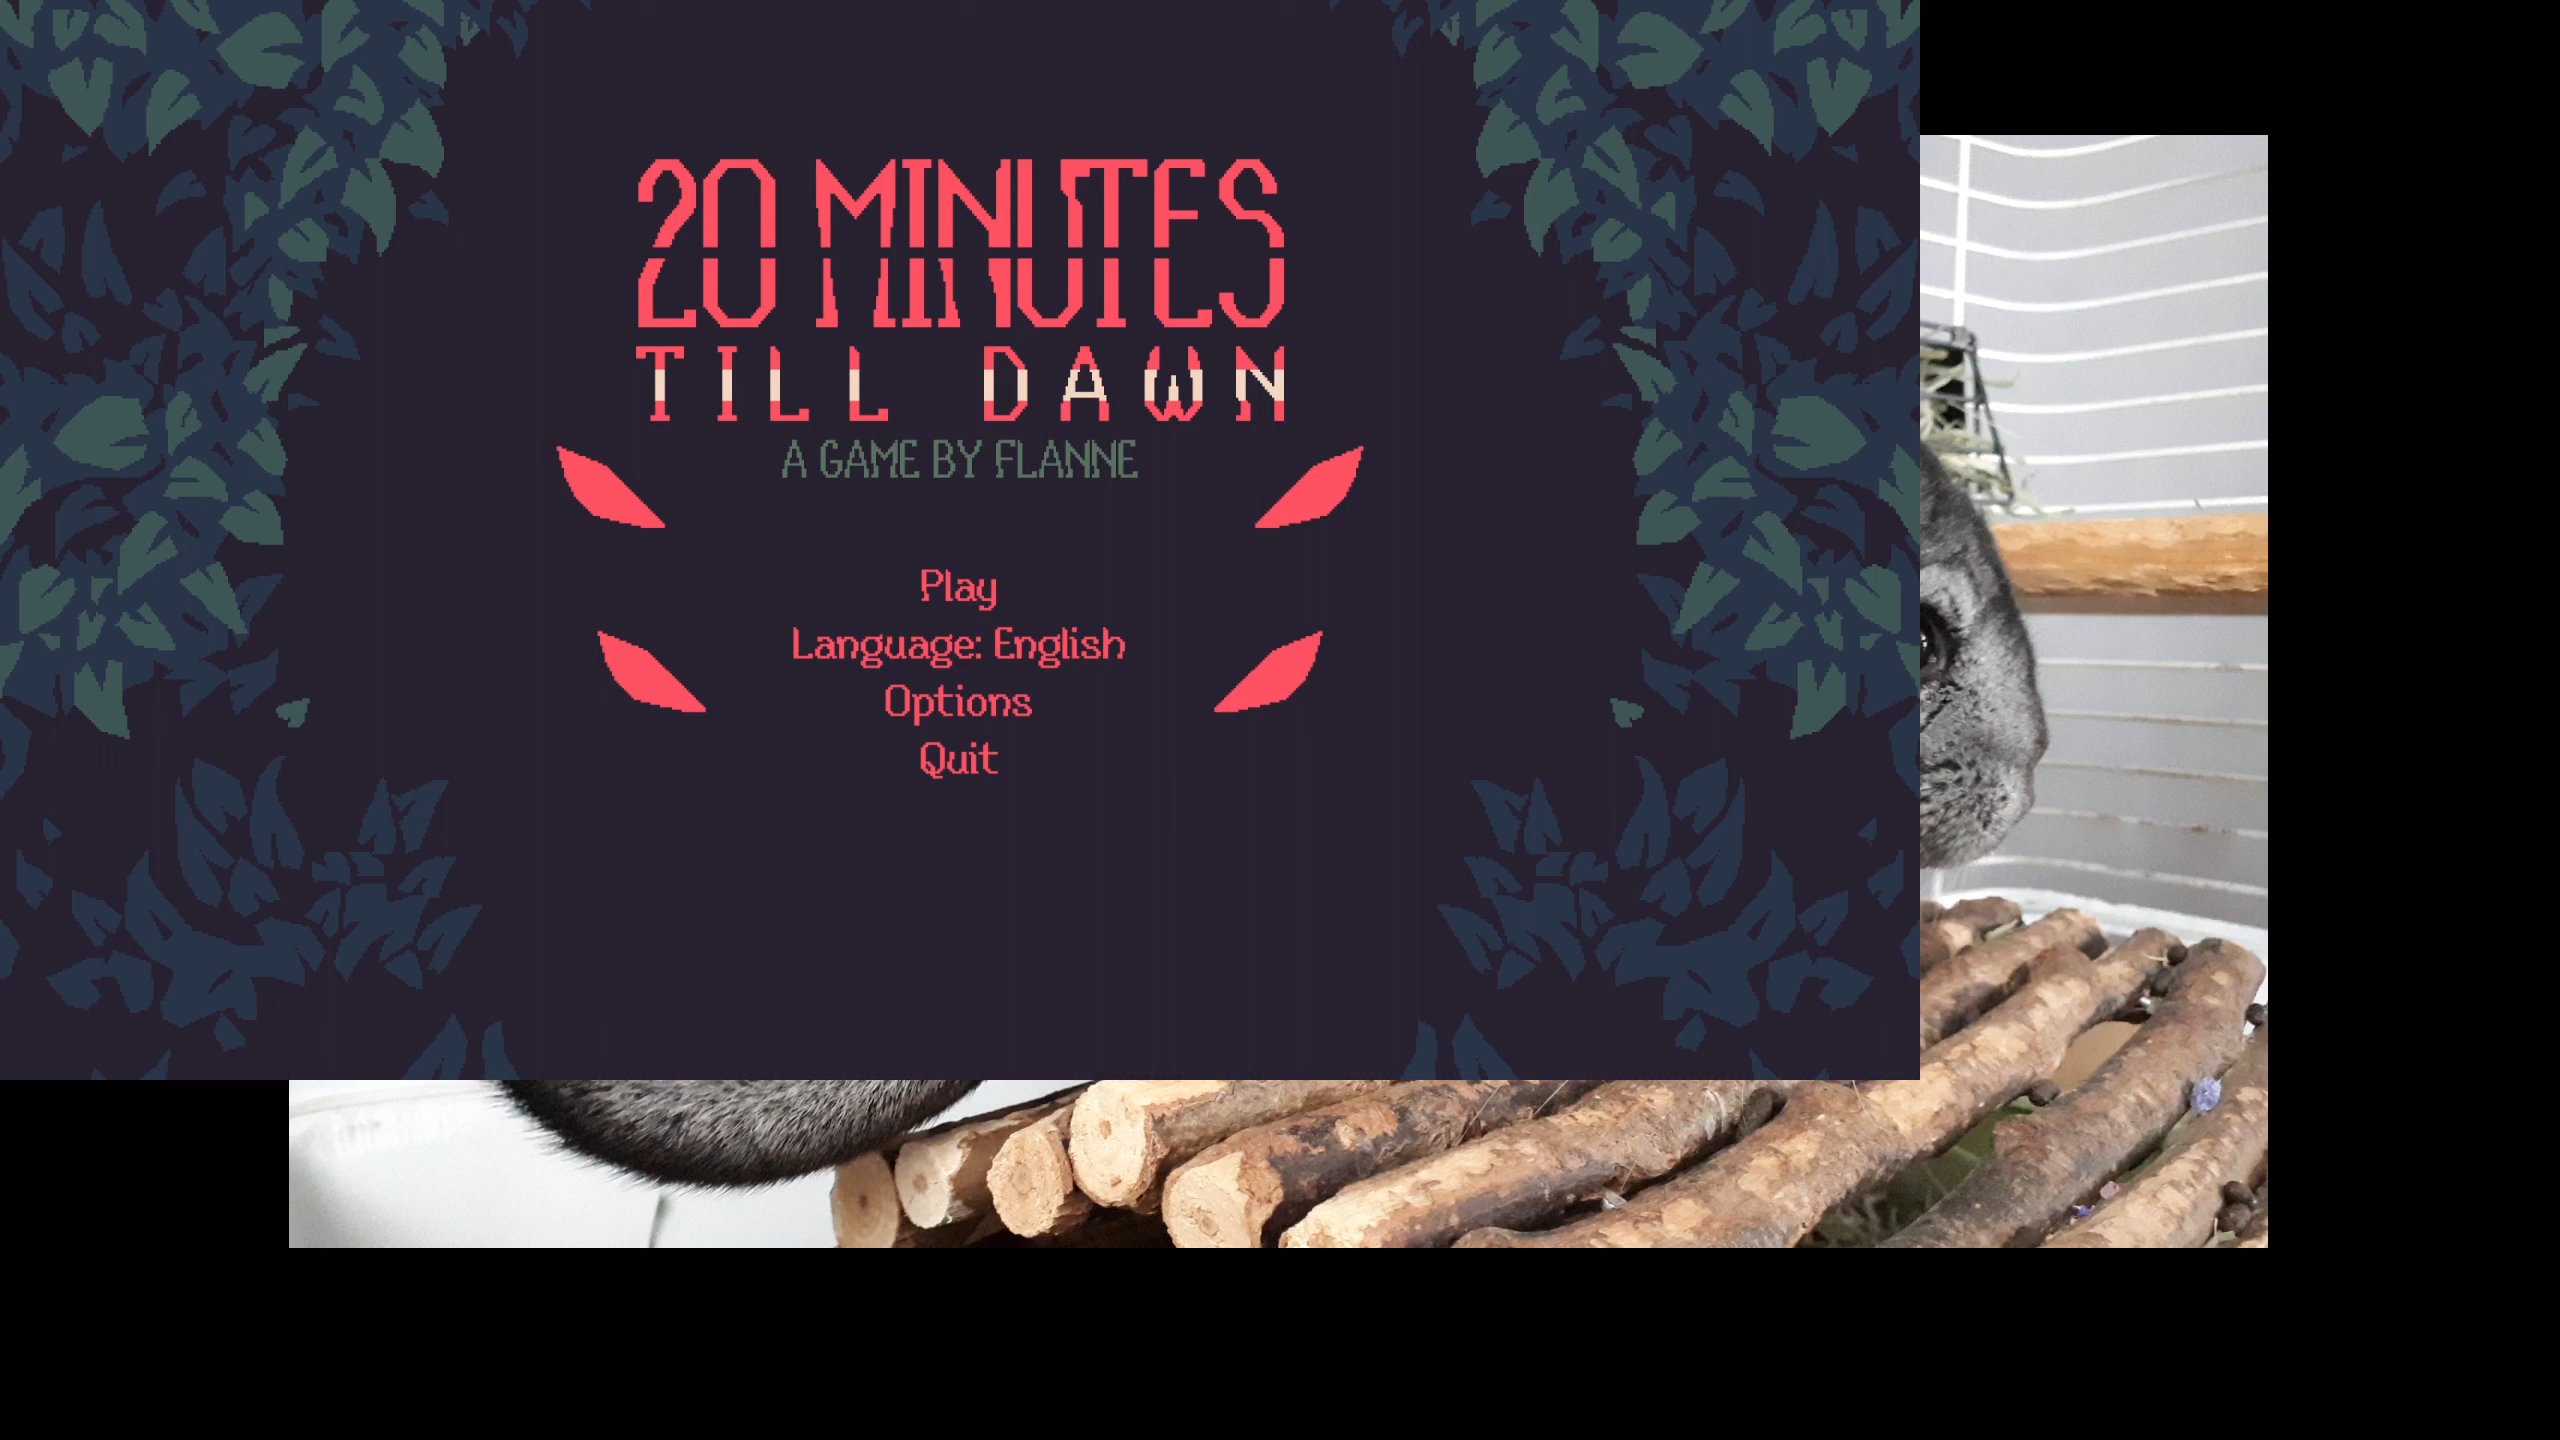 20 MINUTES
TILL DAWN
A GAME BY FLANNE
Play
Language: English
Options
Quit